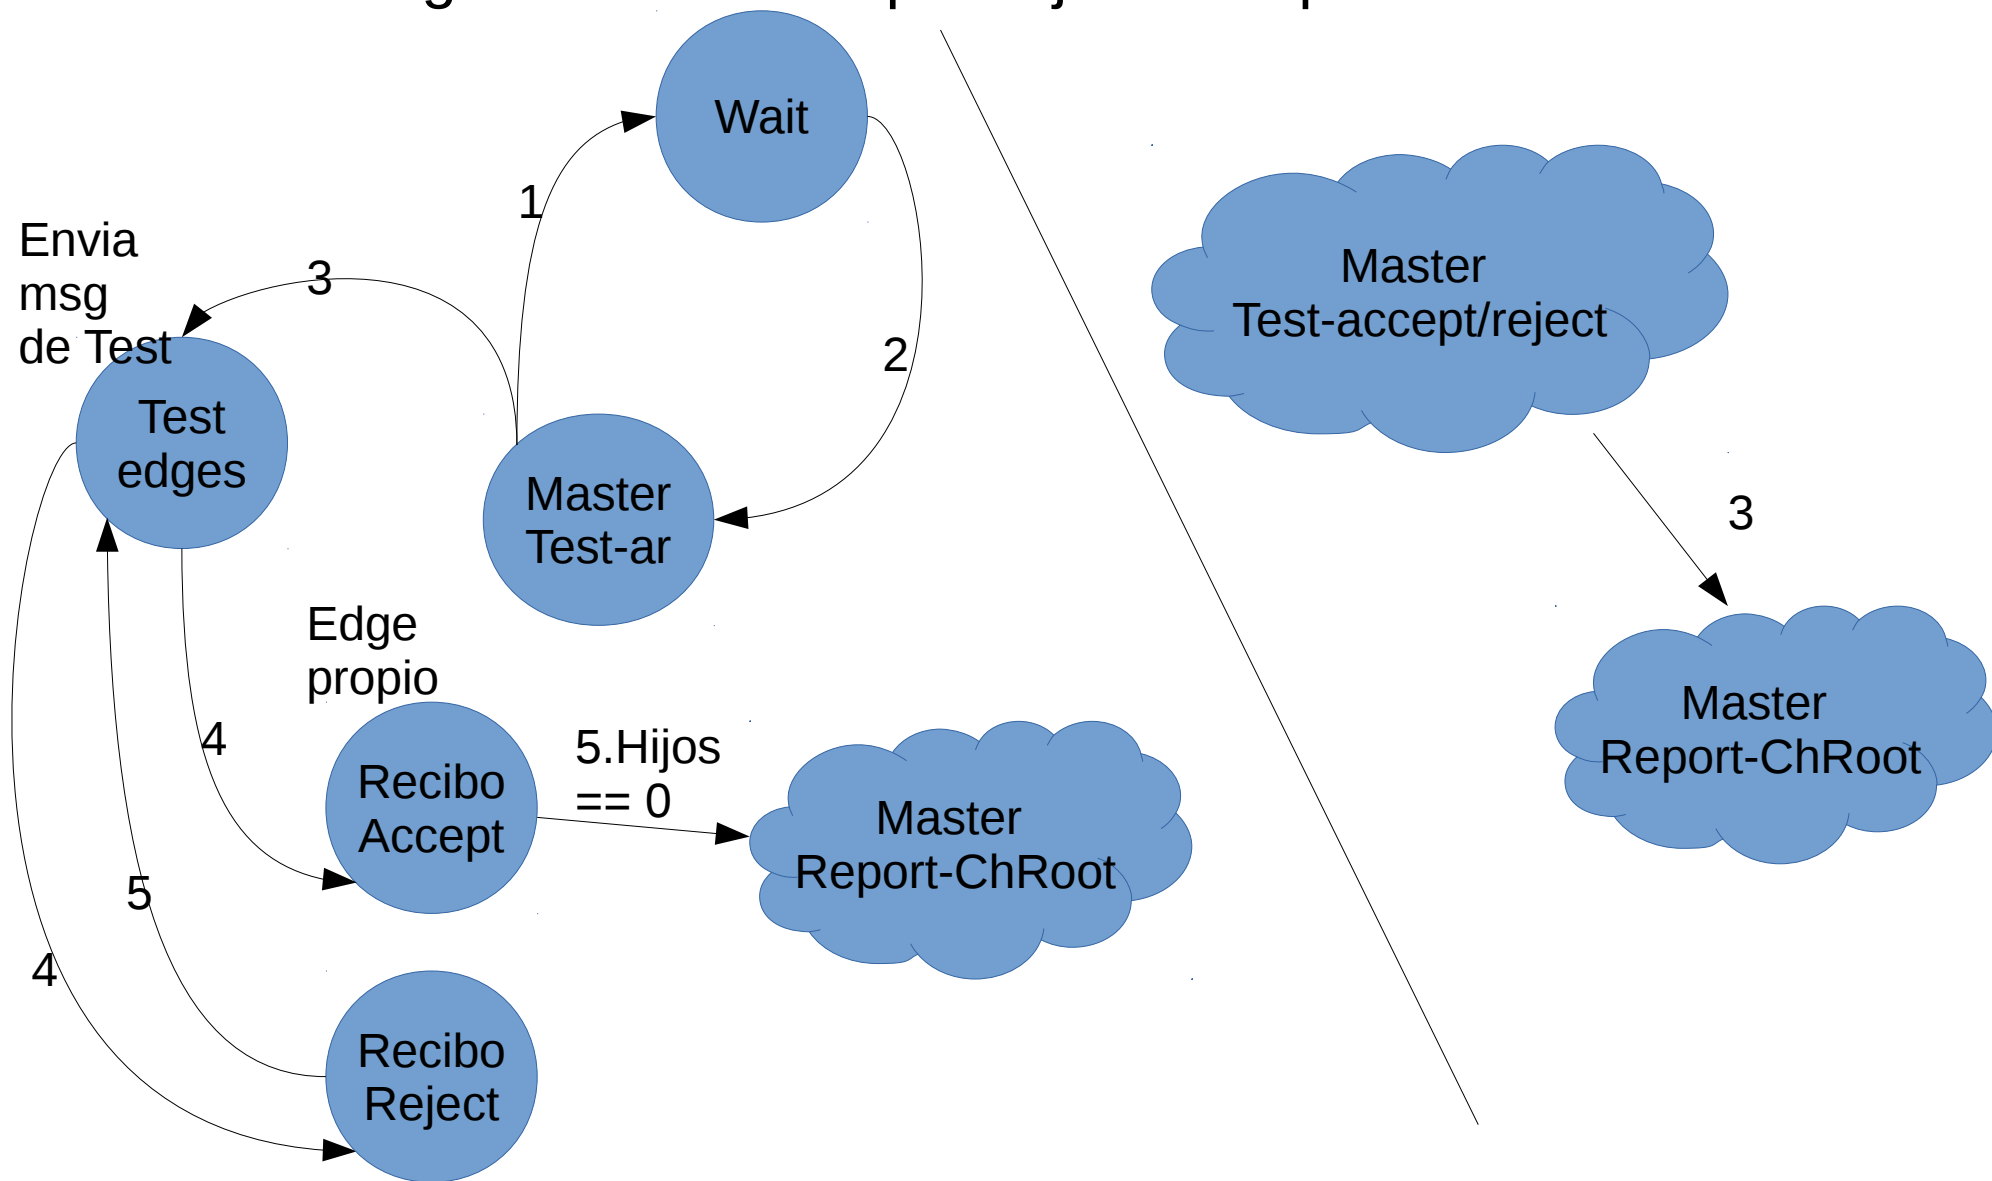 Wait
1
Envia
msg
de Test
3
2
Test
edges
Master
Test-ar
Edge
propio
4
5.Hijos
== 0
Recibo
Accept
Master
Report-ChRoot
5
4
Recibo
Reject
Master
Test-accept/reject
3
Master
Report-ChRoot